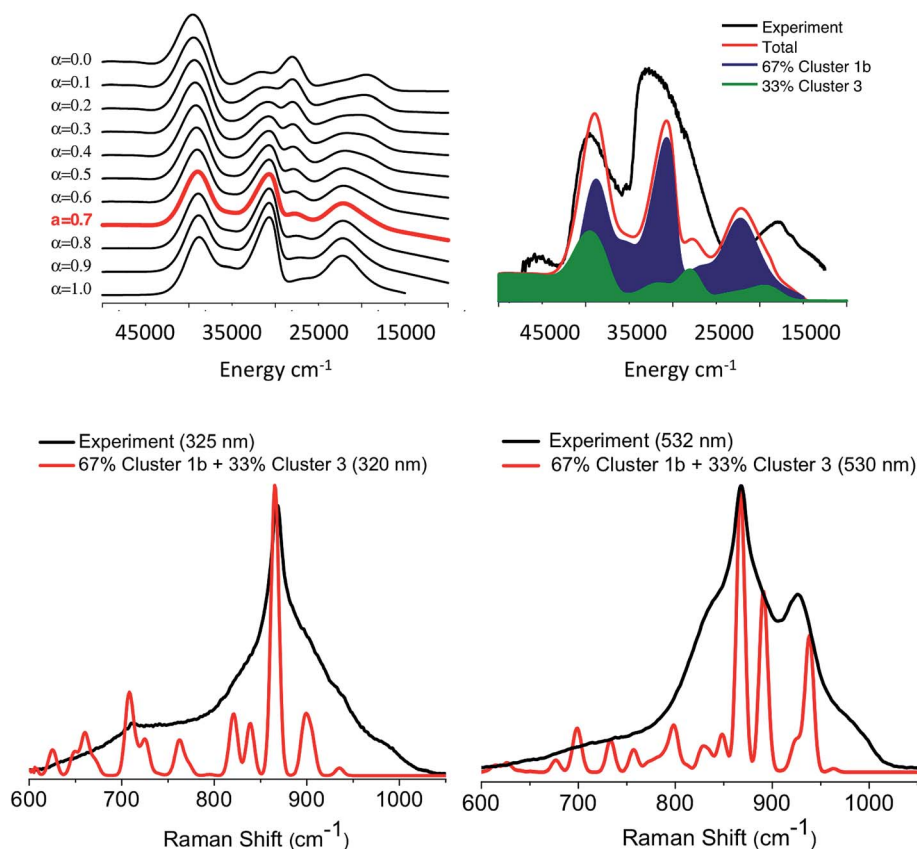 α=0.0
α=0.1
α=0.2
α=0.3
α=0.4
α=0.5
α=0.6
a=0.7
α=0.8
α=0.9
α=1.0
45000 35000 25000 15000
Energy cm⁻¹
Experiment
Total
67% Cluster 1b
33% Cluster 3
45000 35000 25000 15000
Energy cm⁻¹
Experiment (325 nm)
67% Cluster 1b + 33% Cluster 3 (320 nm)
600 700 800 900 1000
Raman Shift (cm⁻¹)
Experiment (532 nm)
67% Cluster 1b + 33% Cluster 3 (530 nm)
600 700 800 900 1000
Raman Shift (cm⁻¹)